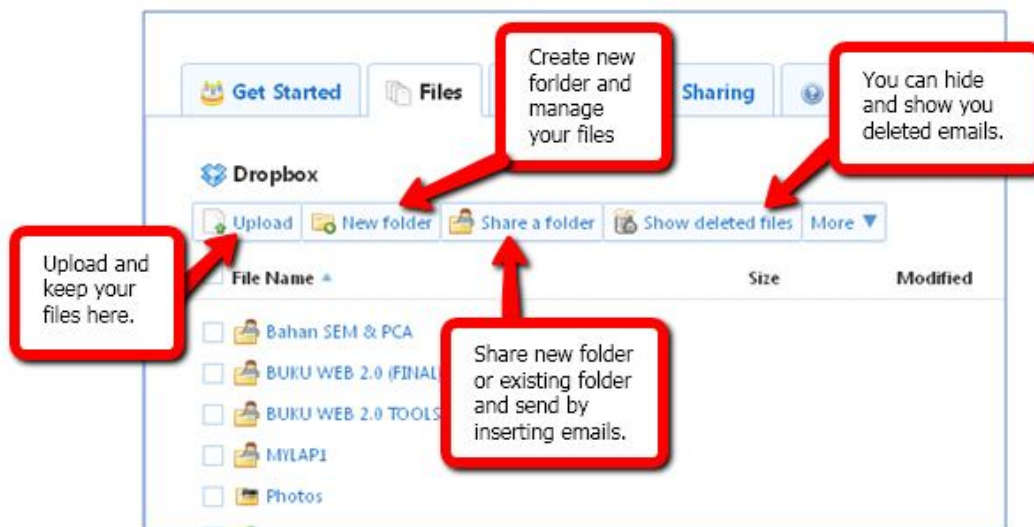 Create new
forlder and
manage
your files
You can hide
and show you
deleted emails.
Get Started
Files
Sharing
Dropbox
Upload
New folder
Share a folder
Show deleted files
More
Upload and
keep your
files here.
File Name
Size
Modified
Share new folder
or existing folder
and send by
inserting emails.
Bahan SEM & PCA
BUKU WEB 2.0 (FINAL
BUKU WEB 2.0 TOOLS
MYLAP1
Photos